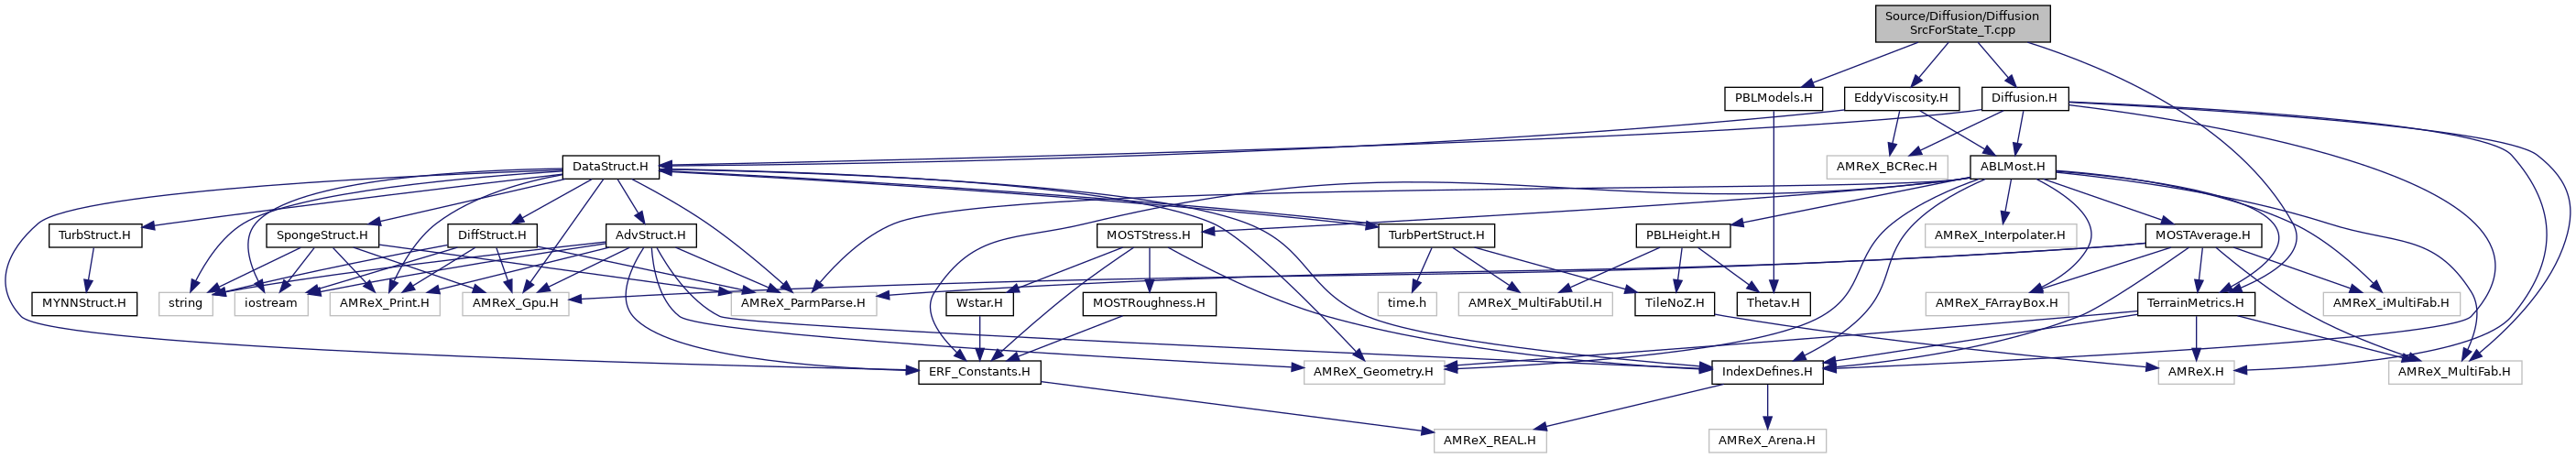 Source/Diffusion/Diffusion
SrcForState_T.cpp
PBLModels.H
EddyViscosity.H
Diffusion.H
DataStruct.H
AMReX_BCRec.H
ABLMost.H
TurbStruct.H
SpongeStruct.H
DiffStruct.H
AdvStruct.H
MOSTStress.H
TurbPertStruct.H
PBLHeight.H
AMReX_Interpolater.H
MOSTAverage.H
MYNNStruct.H
string
iostream
AMReX_Print.H
AMReX_Gpu.H
AMReX_ParmParse.H
Wstar.H
MOSTRoughness.H
time.h
AMReX_MultiFabUtil.H
TileNoZ.H
Thetav.H
AMReX_FArrayBox.H
TerrainMetrics.H
AMReX_iMultiFab.H
ERF_Constants.H
AMReX_Geometry.H
IndexDefines.H
AMReX.H
AMReX_MultiFab.H
AMReX_REAL.H
AMReX_Arena.H